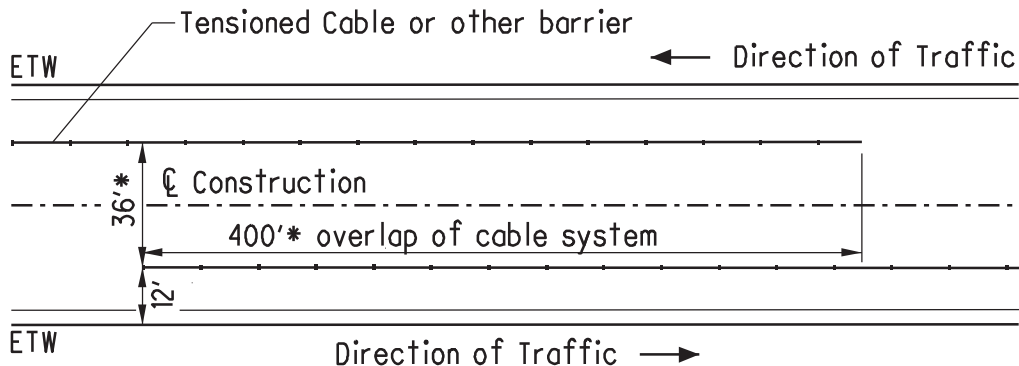 Tensioned Cable or other barrier
ETW
Direction of Traffic
36'*
℄ Construction
400'* overlap of cable system
12'
ETW
Direction of Traffic